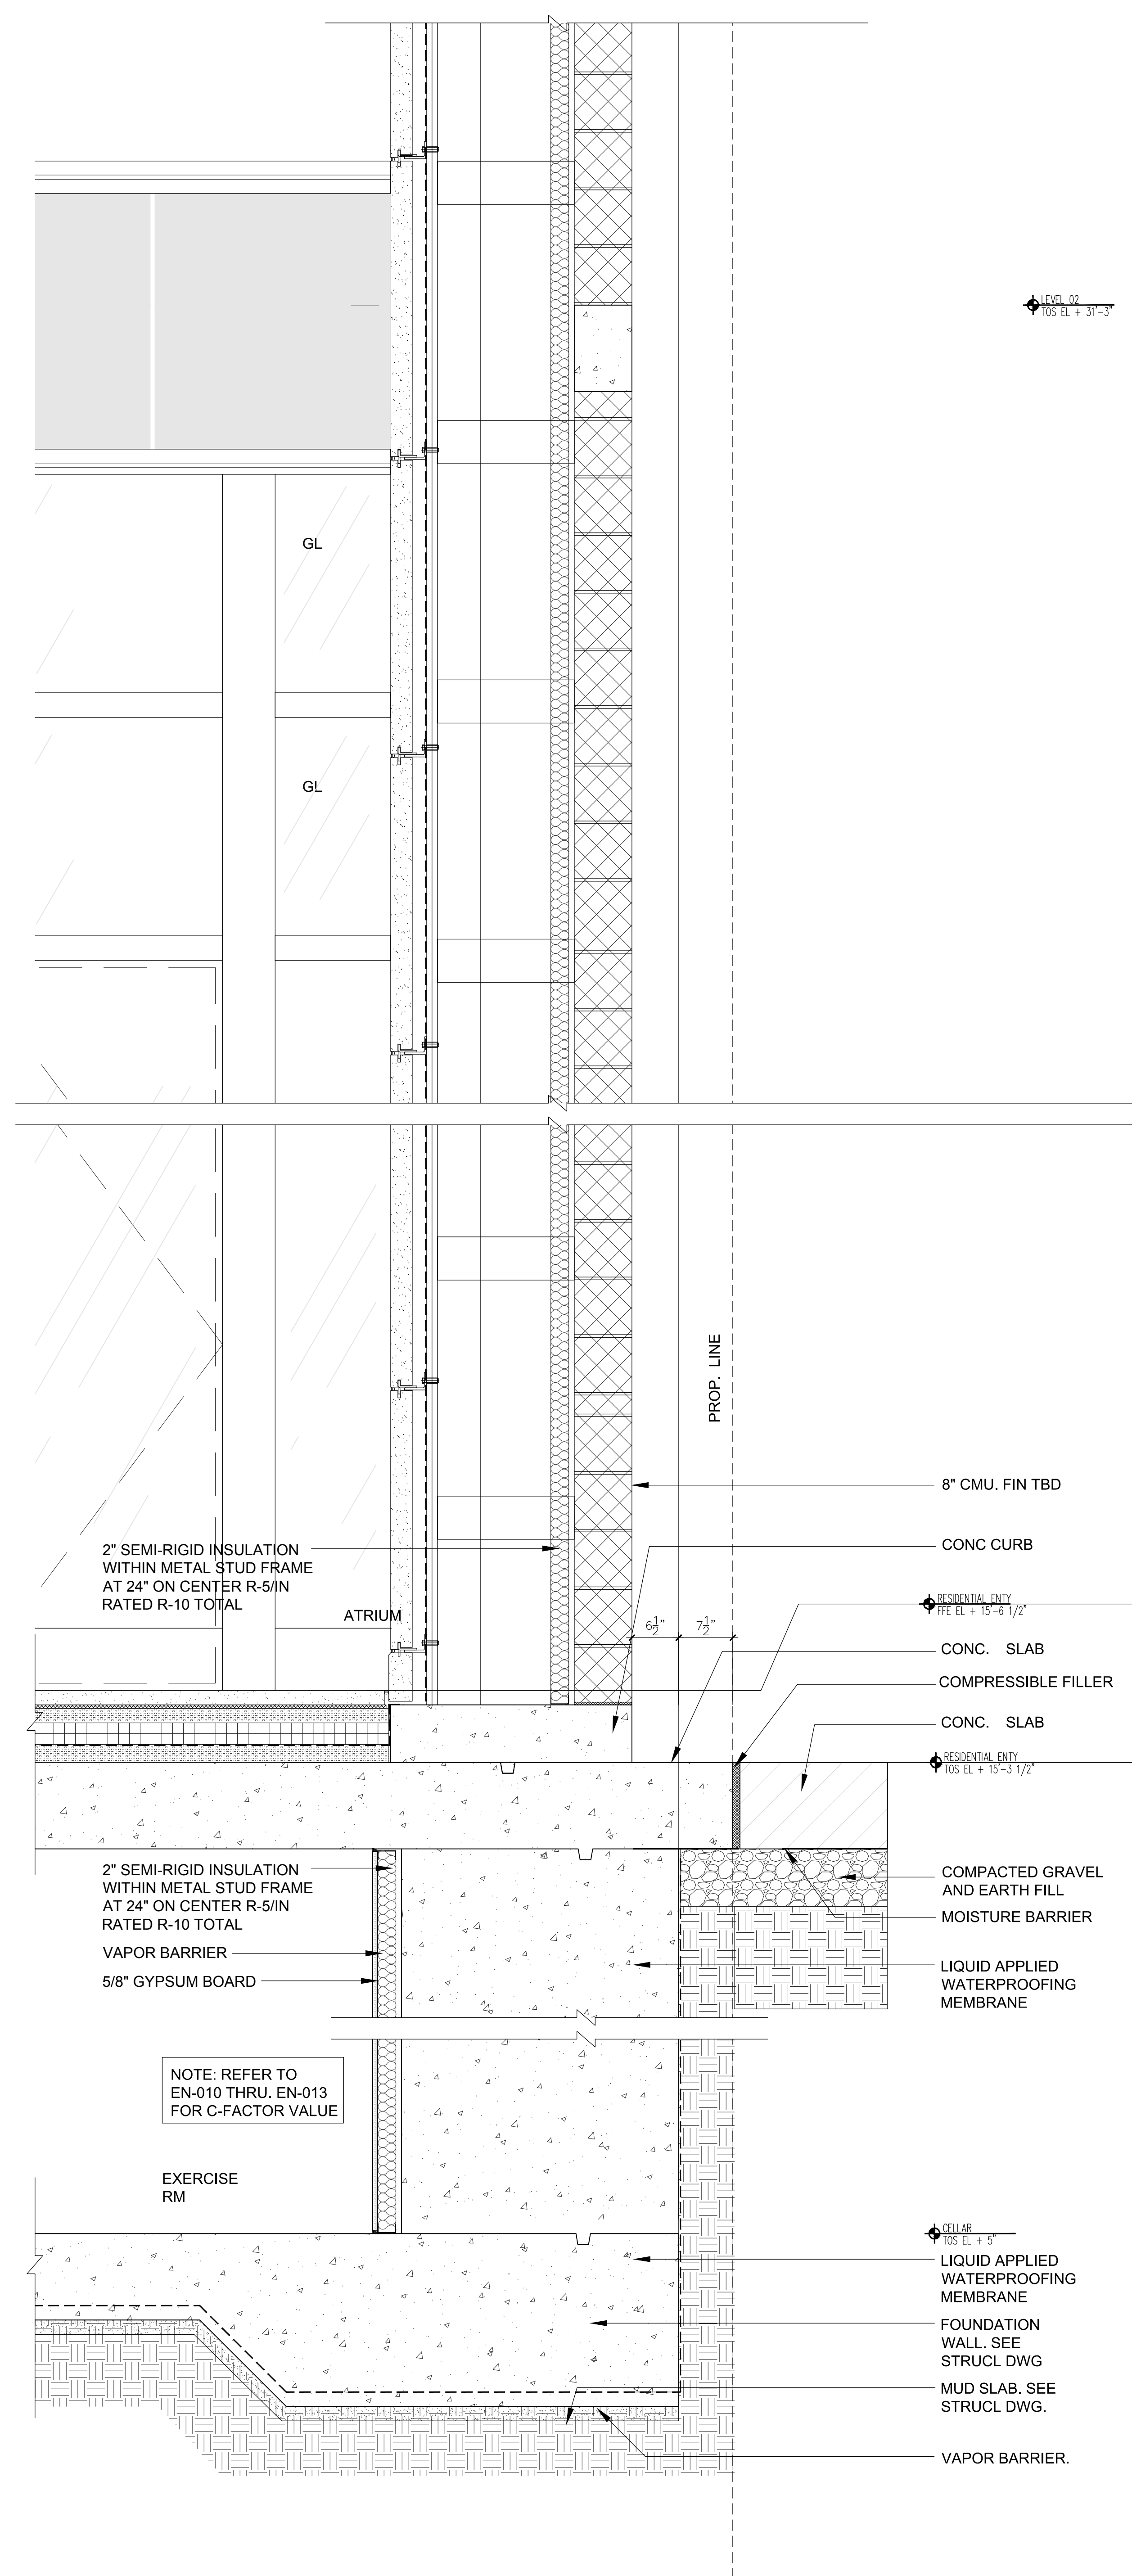 LEVEL 02
TOS EL + 31'-3"
GL
GL
PROP. LINE
8" CMU. FIN TBD
CONC CURB
2" SEMI-RIGID INSULATION
WITHIN METAL STUD FRAME
AT 24" ON CENTER R-5/IN
RATED R-10 TOTAL
ATRIUM
RESIDENTIAL ENTY
FFE EL + 15'-6 1/2"
6 1/2" 7 1/2"
CONC. SLAB
COMPRESSIBLE FILLER
CONC. SLAB
RESIDENTIAL ENTY
TOS EL + 15'-3 1/2"
2" SEMI-RIGID INSULATION
WITHIN METAL STUD FRAME
AT 24" ON CENTER R-5/IN
RATED R-10 TOTAL
VAPOR BARRIER
5/8" GYPSUM BOARD
COMPACTED GRAVEL
AND EARTH FILL
MOISTURE BARRIER
LIQUID APPLIED
WATERPROOFING
MEMBRANE
NOTE: REFER TO
EN-010 THRU. EN-013
FOR C-FACTOR VALUE
EXERCISE
RM
CELLAR
TOS EL + 5"
LIQUID APPLIED
WATERPROOFING
MEMBRANE
FOUNDATION
WALL. SEE
STRUCL DWG
MUD SLAB. SEE
STRUCL DWG.
VAPOR BARRIER.